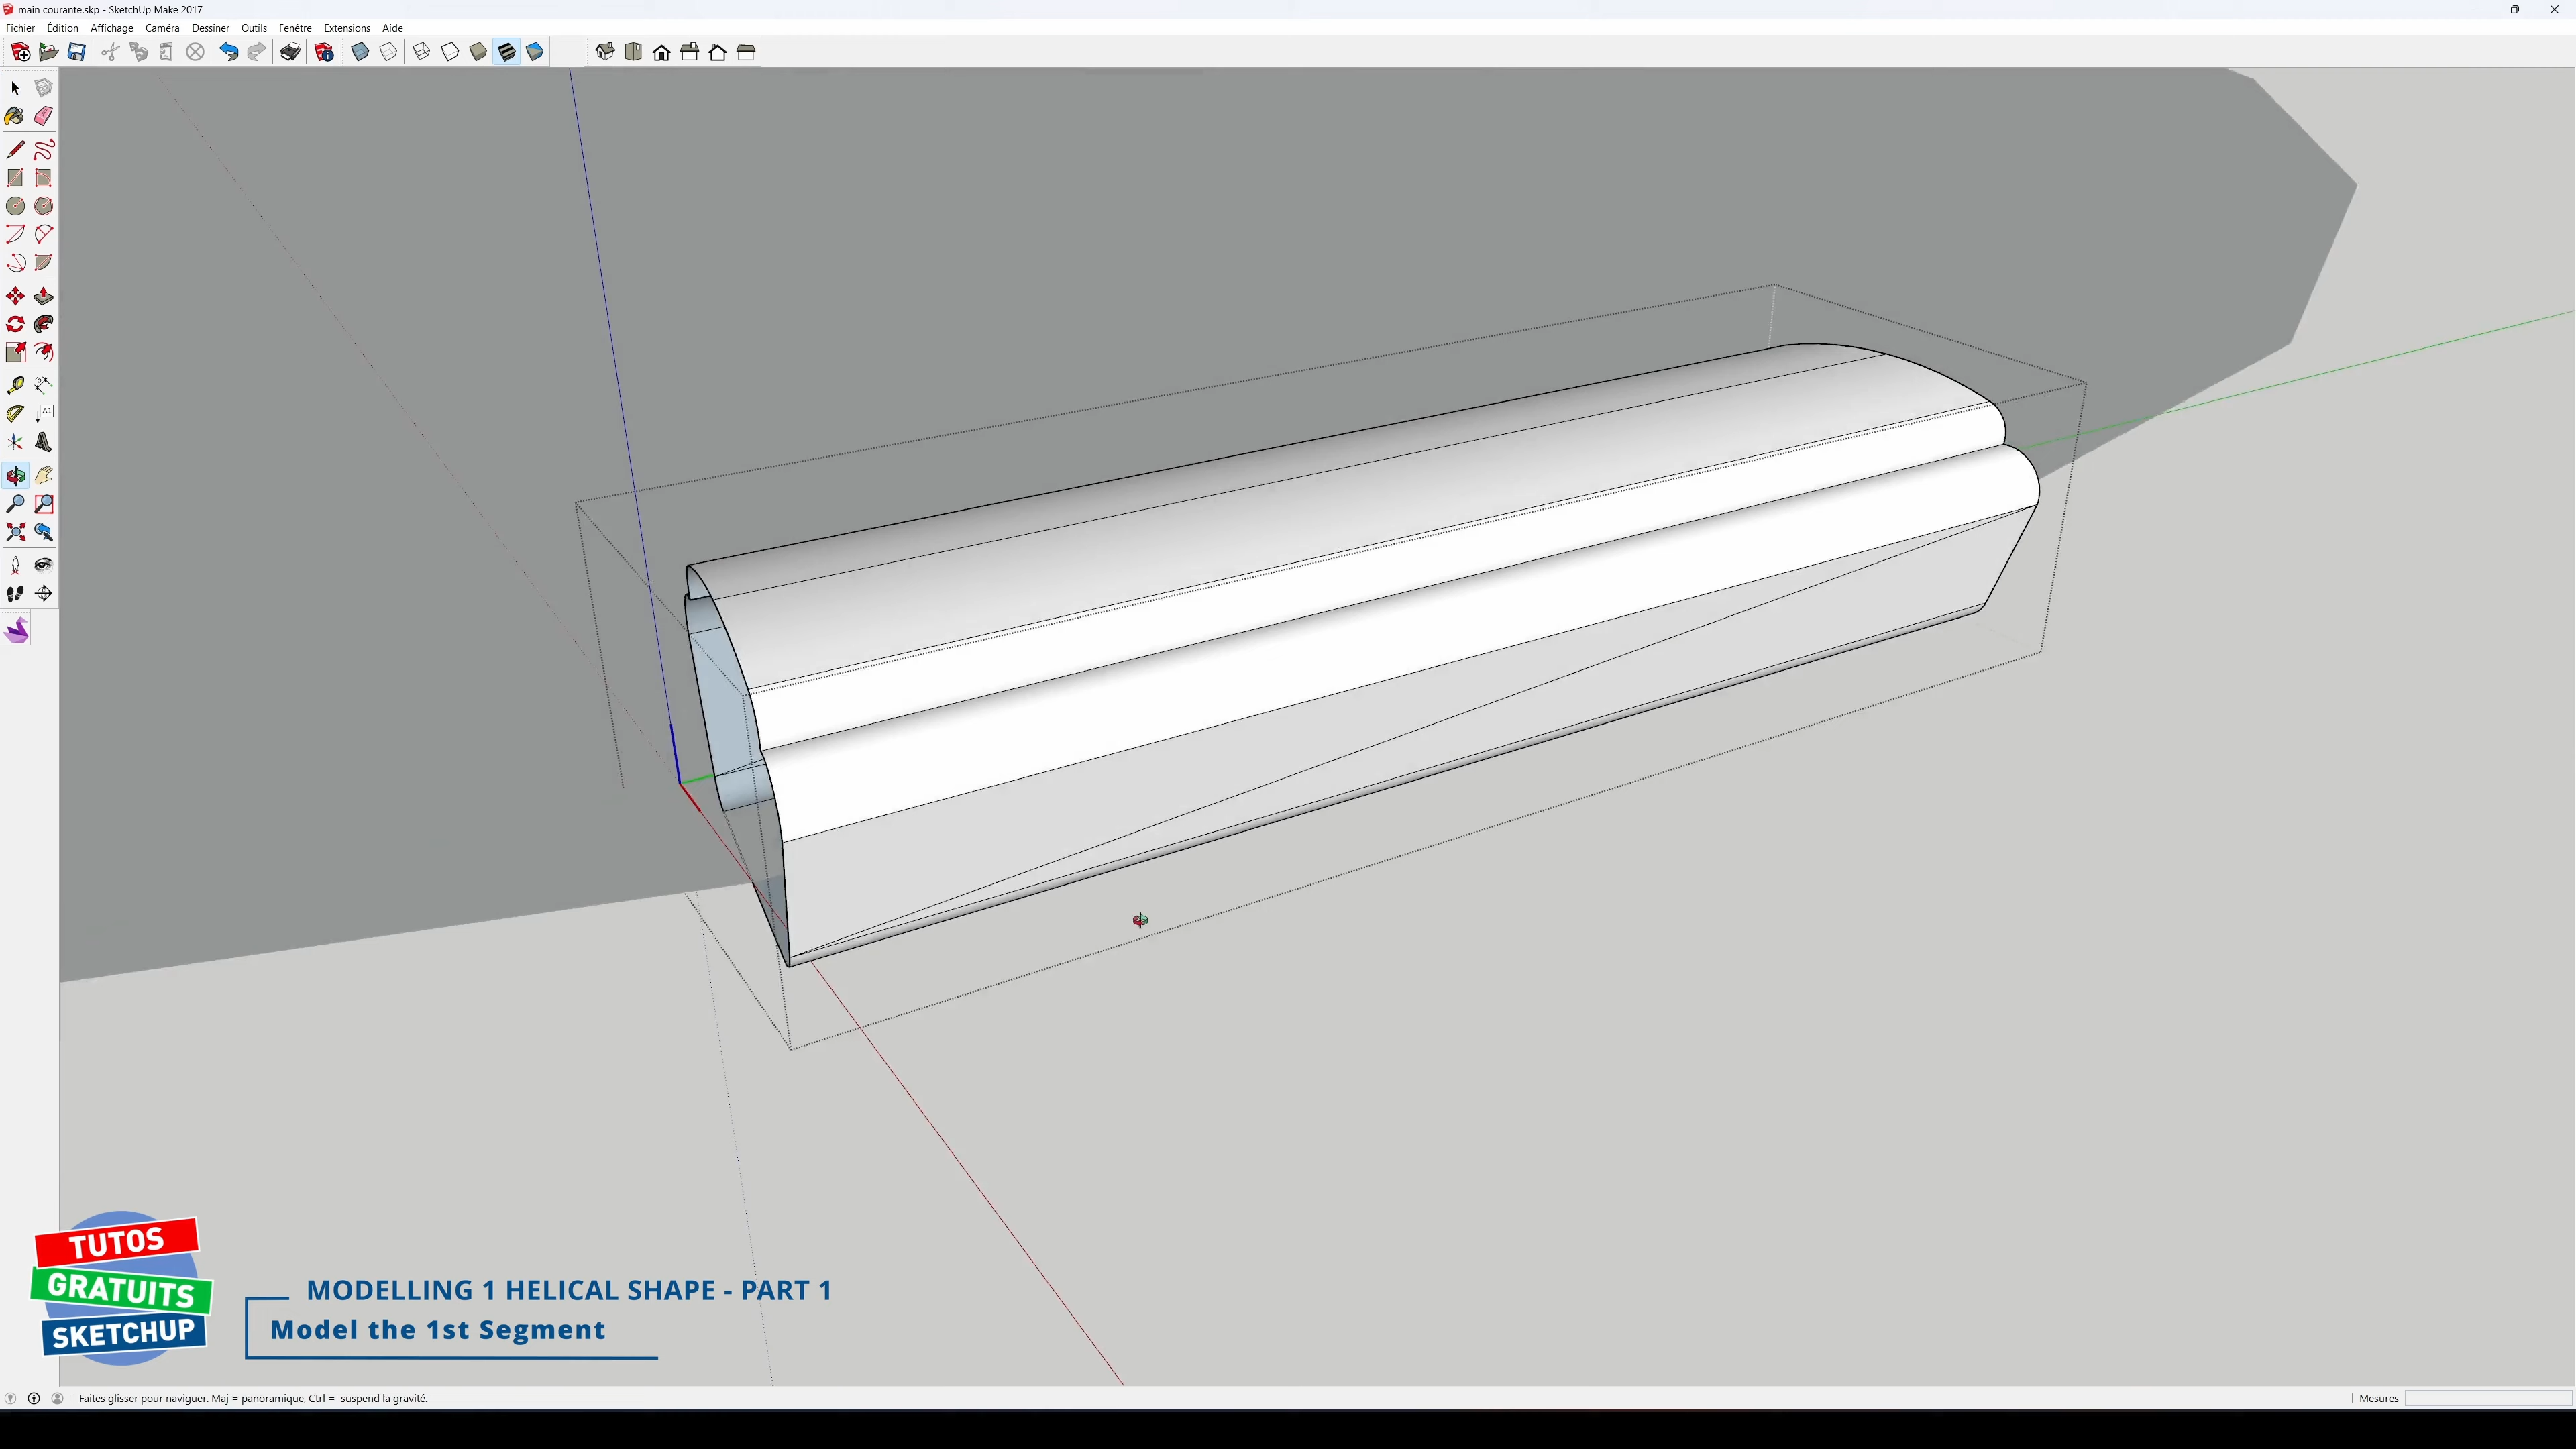 main courante.skp - SketchUp Make 2017
Fichier Édition Affichage Caméra Dessiner Outils Fenêtre Extensions Aide
A1
TUTOS
GRATUITS
SKETCHUP
MODELLING 1 HELICAL SHAPE - PART 1
Model the 1st Segment
Faites glisser pour naviguer. Maj = panoramique, Ctrl = suspend la gravité.
Mesures